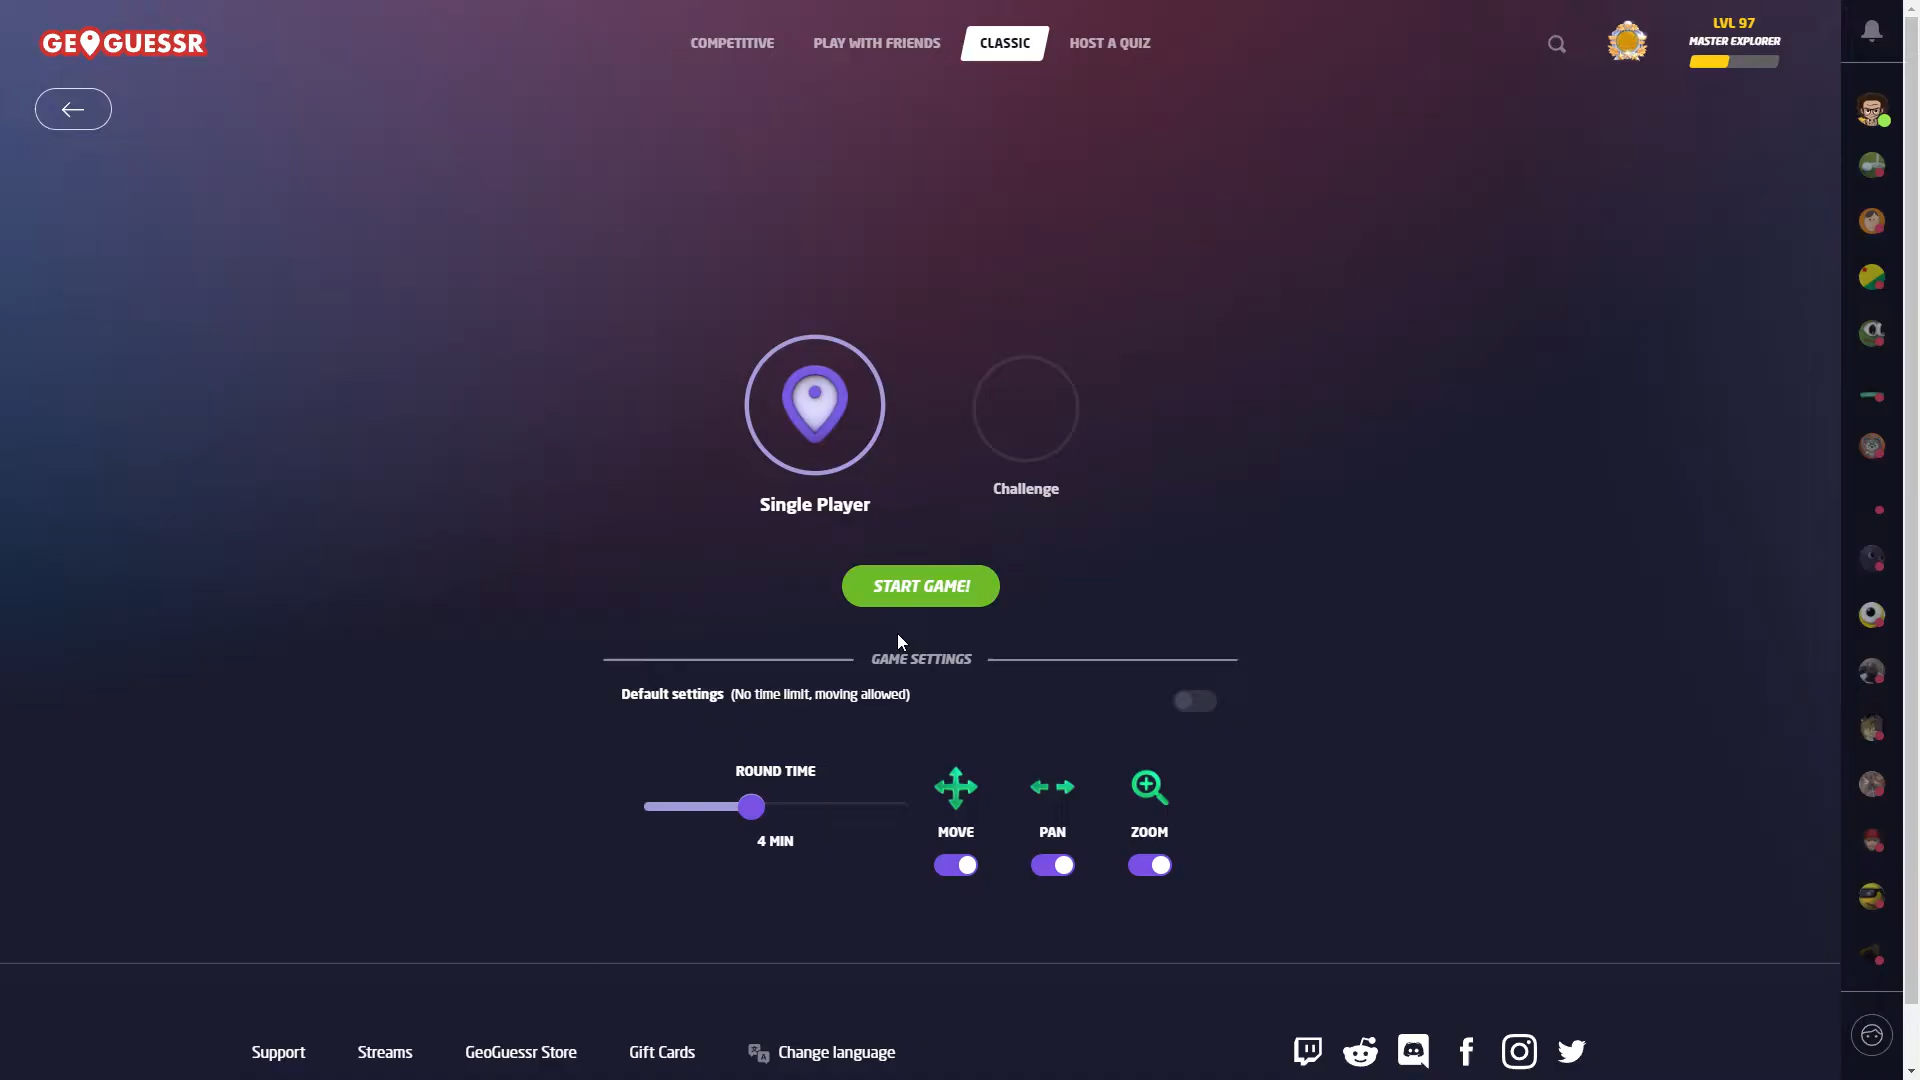 GEOGUESSR
COMPETITIVE
PLAY WITH FRIENDS
CLASSIC
HOST A QUIZ
LVL 97
MASTER EXPLORER
Single Player
Challenge
START GAME!
GAME SETTINGS
Default settings (No time limit, moving allowed)
ROUND TIME
4 MIN
MOVE
PAN
ZOOM
Support
Streams
GeoGuessr Store
Gift Cards
Change language